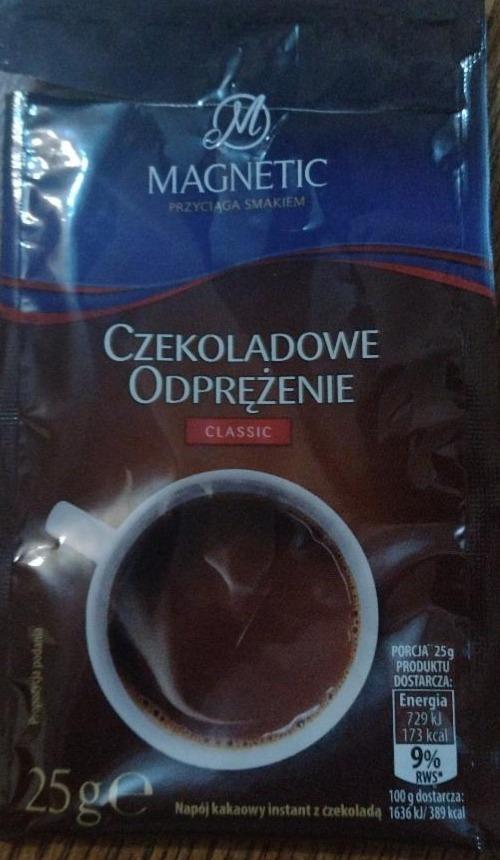 M
MAGNETIC
PRZYCIĄGA SMAKIEM
CZEKOLADOWE
ODPRĘŻENIE
CLASSIC
Propozycja podania
PORCJA 25g
PRODUKTU
DOSTARCZA:
Energia
729 kJ
173 kcal
9%
RWS*
100 g dostarcza:
1636 kJ/ 389 kcal
25g e
Napój kakaowy instant z czekoladą